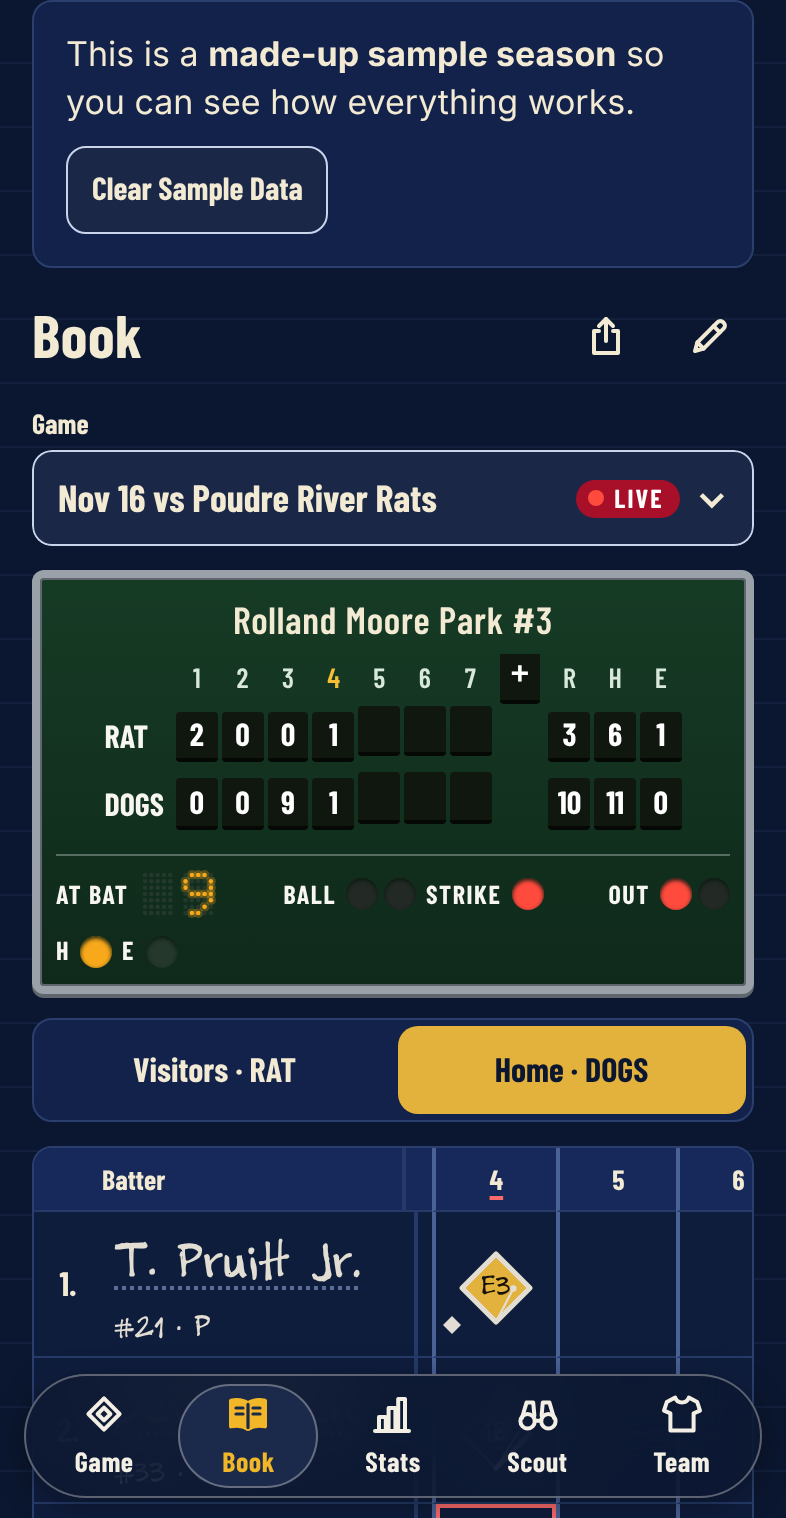 This is a made-up sample season so
you can see how everything works.
Clear Sample Data
Book
Game
Nov 16 vs Poudre River Rats LIVE
Rolland Moore Park #3
1 2 3 4 5 6 7 + R H E
RAT 2 0 0 1 3 6 1
DOGS 0 0 9 1 10 11 0
AT BAT 9 BALL STRIKE OUT
H E
Visitors · RAT Home · DOGS
Batter 4 5 6
1. T. Pruitt Jr. E3
#21 · P
2.
#33 ·
Game Book Stats Scout Team